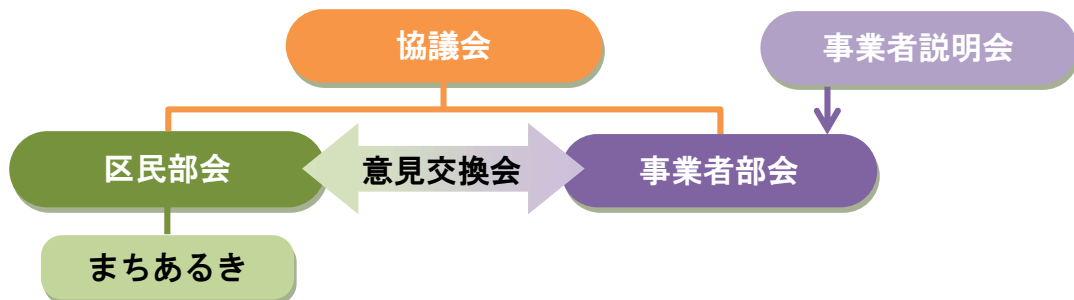 協議会
事業者説明会
区民部会
意見交換会
事業者部会
まちあるき